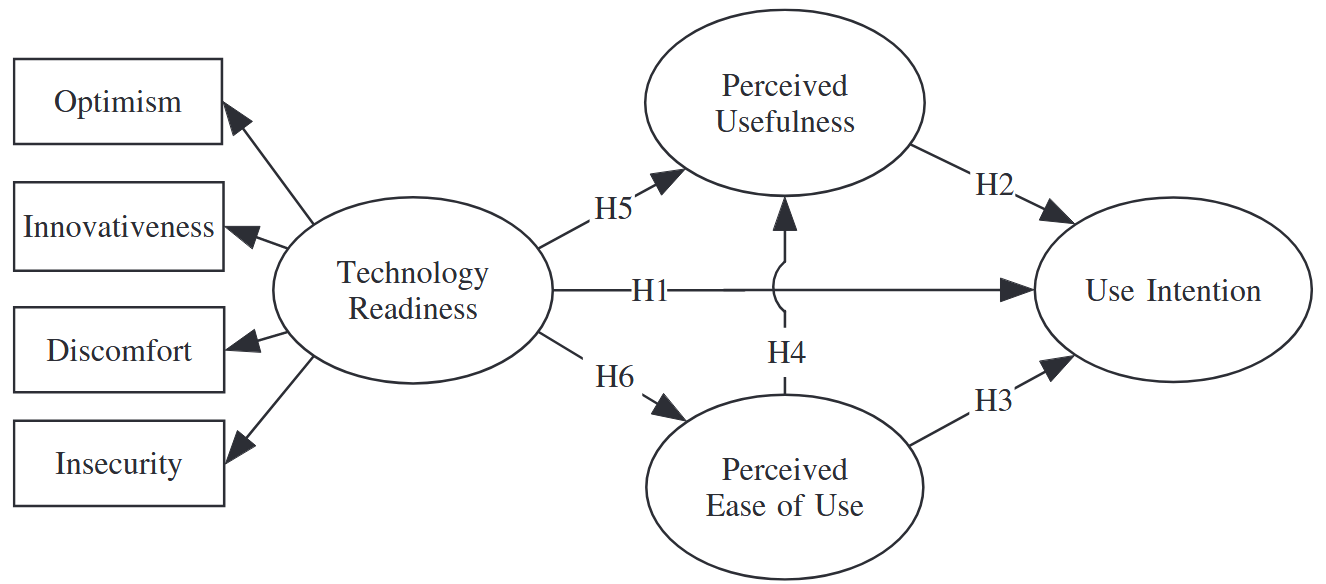 Optimism
Innovativeness
Discomfort
Insecurity
Technology
Readiness
H5
H1
H6
Perceived
Usefulness
H4
Perceived
Ease of Use
H2
H3
Use Intention